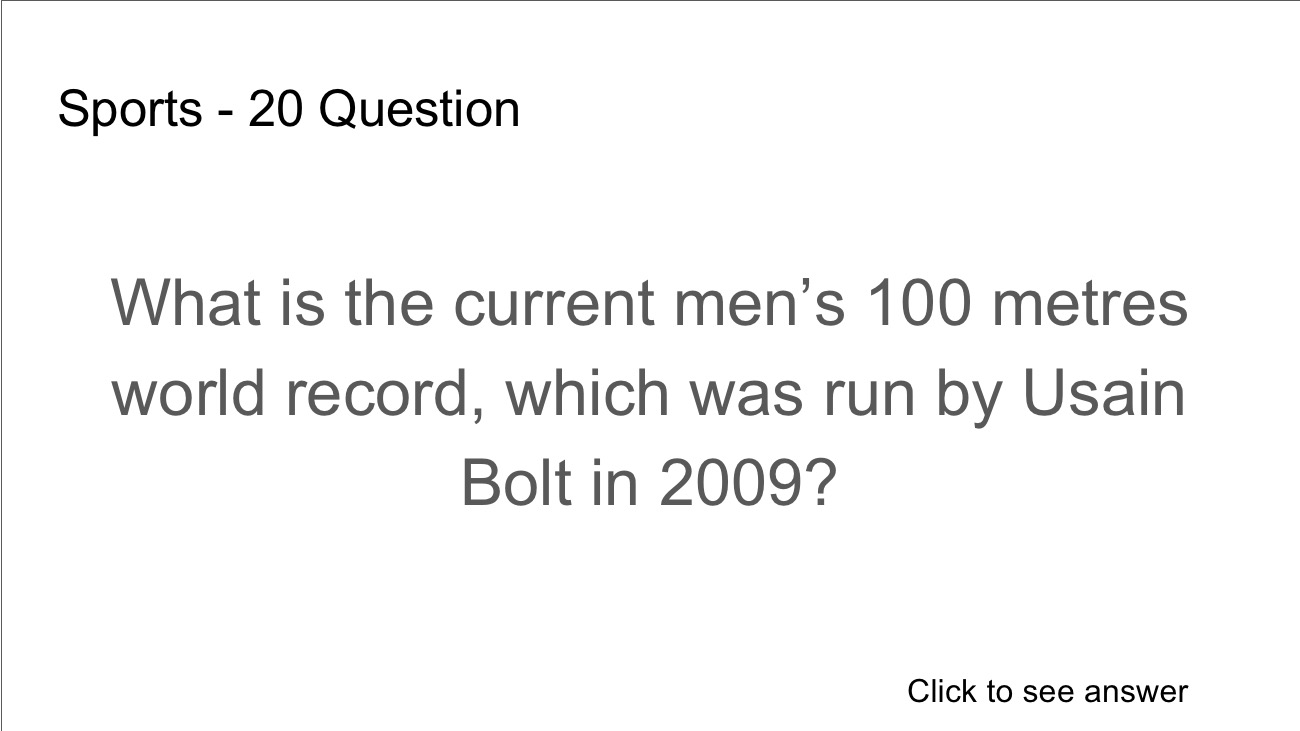 Sports - 20 Question
What is the current men’s 100 metres
world record, which was run by Usain
Bolt in 2009?
Click to see answer